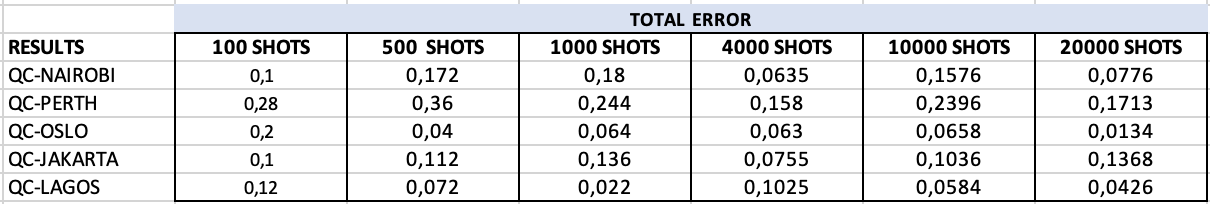 TOTAL ERROR
RESULTS 100 SHOTS 500 SHOTS 1000 SHOTS 4000 SHOTS 10000 SHOTS 20000 SHOTS
QC-NAIROBI 0,1 0,172 0,18 0,0635 0,1576 0,0776
QC-PERTH 0,28 0,36 0,244 0,158 0,2396 0,1713
QC-OSLO 0,2 0,04 0,064 0,063 0,0658 0,0134
QC-JAKARTA 0,1 0,112 0,136 0,0755 0,1036 0,1368
QC-LAGOS 0,12 0,072 0,022 0,1025 0,0584 0,0426